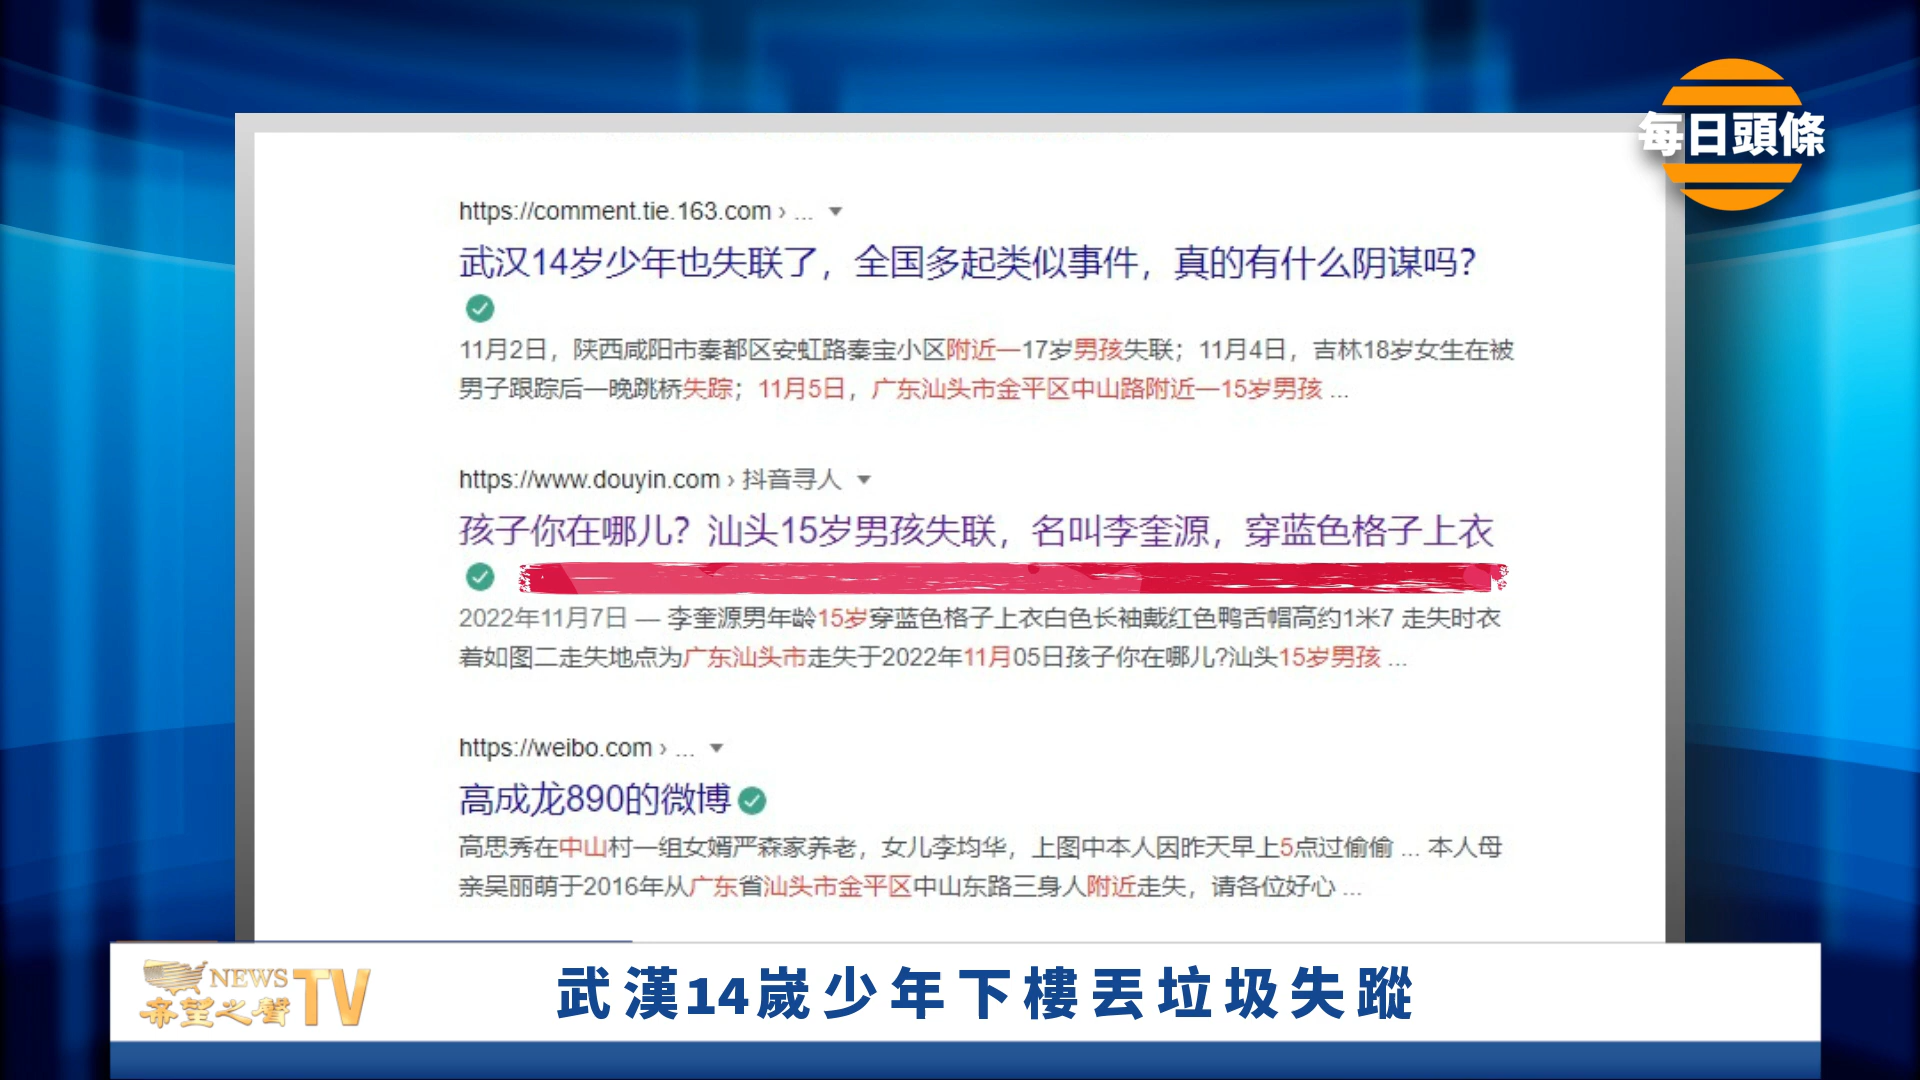 每日頭條
https://comment.tie.163.com › ...
武汉14岁少年也失联了，全国多起类似事件，真的有什么阴谋吗？
11月2日，陕西咸阳市秦都区安虹路秦宝小区附近一17岁男孩失联；11月4日，吉林18岁女生在被
男子跟踪后一晚跳桥失踪；11月5日，广东汕头市金平区中山路附近一15岁男孩 ...
https://www.douyin.com › 抖音寻人
孩子你在哪儿？汕头15岁男孩失联，名叫李奎源，穿蓝色格子上衣
2022年11月7日 — 李奎源男年龄15岁穿蓝色格子上衣白色长袖戴红色鸭舌帽高约1米7 走失时衣
着如图二走失地点为广东汕头市走失于2022年11月05日孩子你在哪儿?汕头15岁男孩 ...
https://weibo.com › ...
高成龙890的微博
高思秀在中山村一组女婿严森家养老，女儿李均华，上图中本人因昨天早上5点过偷偷 ... 本人母
亲吴丽萌于2016年从广东省汕头市金平区中山东路三身人附近走失，请各位好心 ...
NEWS TV
希望之聲
武漢14嵗少年下樓丟垃圾失蹤